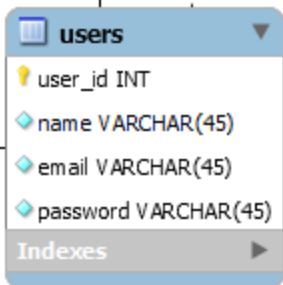 users
user_id INT
name VARCHAR(45)
email VARCHAR(45)
password VARCHAR(45)
Indexes